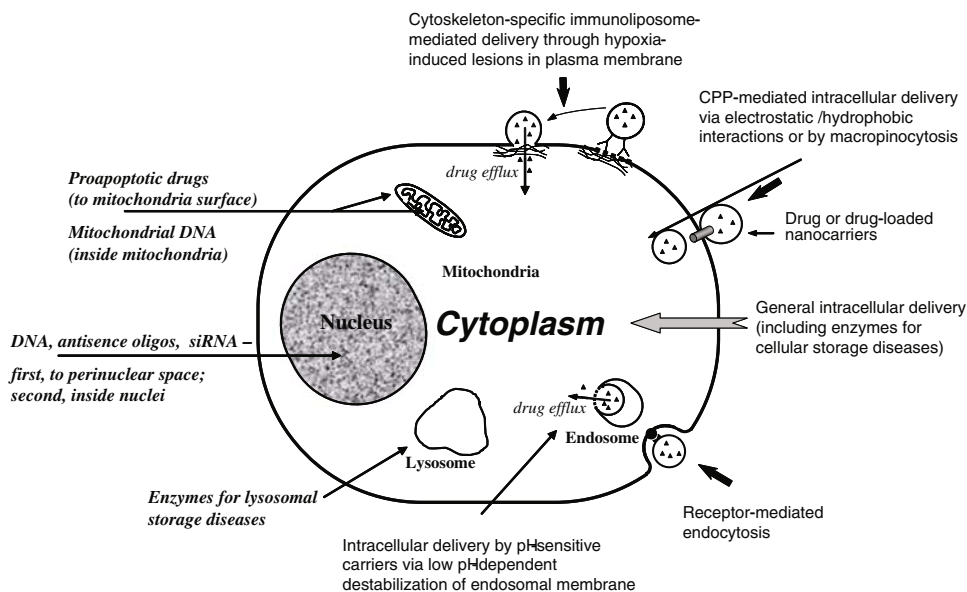 Cytoskeleton-specific immunoliposome-
mediated delivery through hypoxia-
induced lesions in plasma membrane
CPP-mediated intracellular delivery
via electrostatic /hydrophobic
interactions or by macropinocytosis
drug efflux
Proapoptotic drugs
(to mitochondria surface)
Mitochondrial DNA
(inside mitochondria)
Drug or drug-loaded
nanocarriers
Mitochondria
Nucleus
Cytoplasm
General intracellular delivery
(including enzymes for
cellular storage diseases)
DNA, antisence oligos, siRNA –
first, to perinuclear space;
second, inside nuclei
drug efflux
Endosome
Lysosome
Enzymes for lysosomal
storage diseases
Receptor-mediated
endocytosis
Intracellular delivery by pH-sensitive
carriers via low pH-dependent
destabilization of endosomal membrane